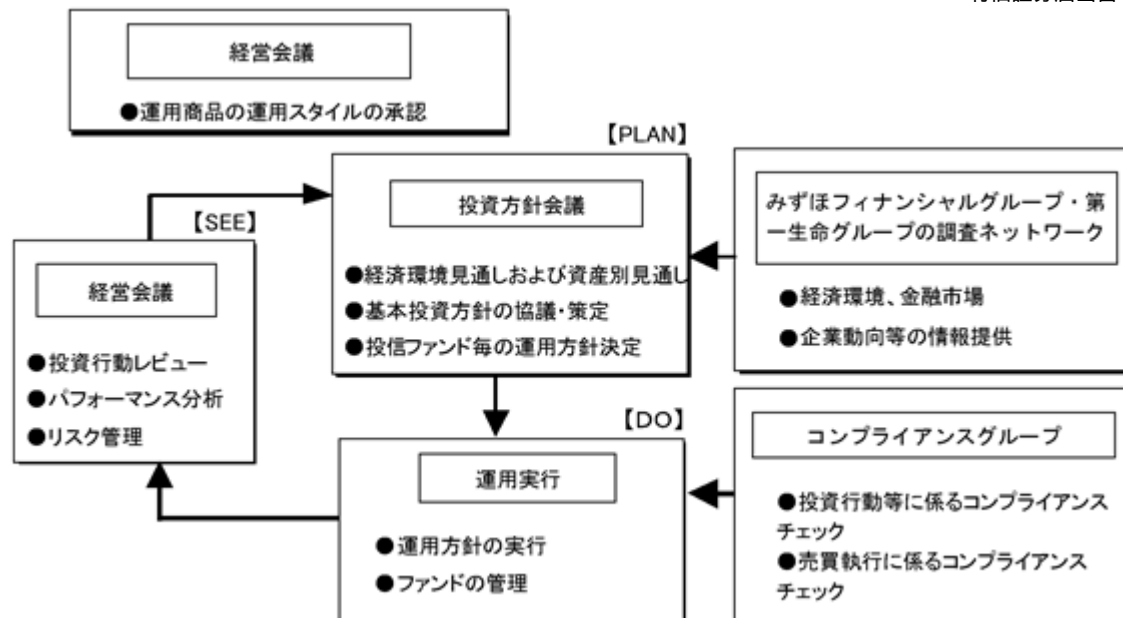 経営会議
●運用商品の運用スタイルの承認
【PLAN】
投資方針会議
●経済環境見通しおよび資産別見通し
●基本投資方針の協議・策定
●投信ファンド毎の運用方針決定
みずほフィナンシャルグループ・第
一生命グループの調査ネットワーク
●経済環境、金融市場
●企業動向等の情報提供
【SEE】
経営会議
●投資行動レビュー
●パフォーマンス分析
●リスク管理
【DO】
運用実行
●運用方針の実行
●ファンドの管理
コンプライアンスグループ
●投資行動等に係るコンプライアンス
チェック
●売買執行に係るコンプライアンス
チェック